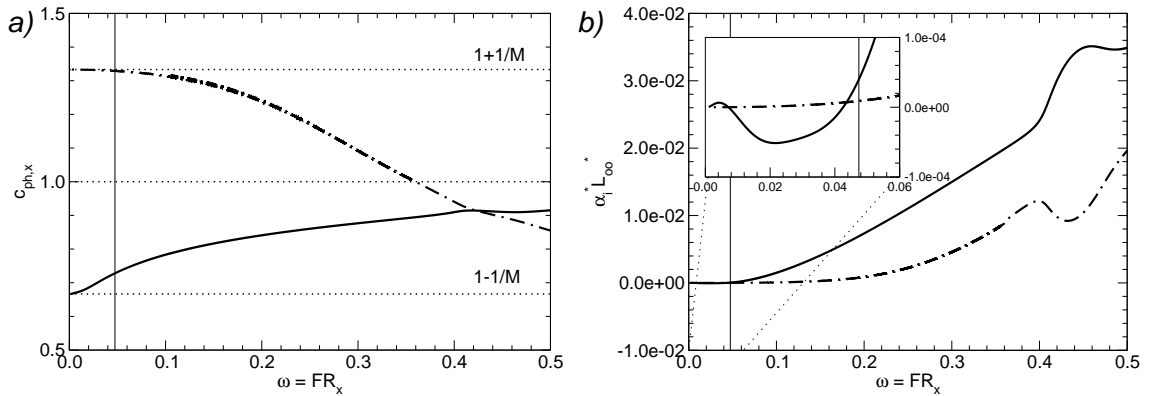 a)
1.5
1+1/M
c_ph,x
1.0
1-1/M
0.5
0.0 0.1 0.2 0.3 0.4 0.5
ω = FR_x
b)
4.0e-02
3.0e-02
2.0e-02
α_i^* L_oo^*
1.0e-02
0.0e+00
-1.0e-02
0.0 0.1 0.2 0.3 0.4 0.5
ω = FR_x
1.0e-04
0.0e+00
-1.0e-04
0.00 0.02 0.04 0.06